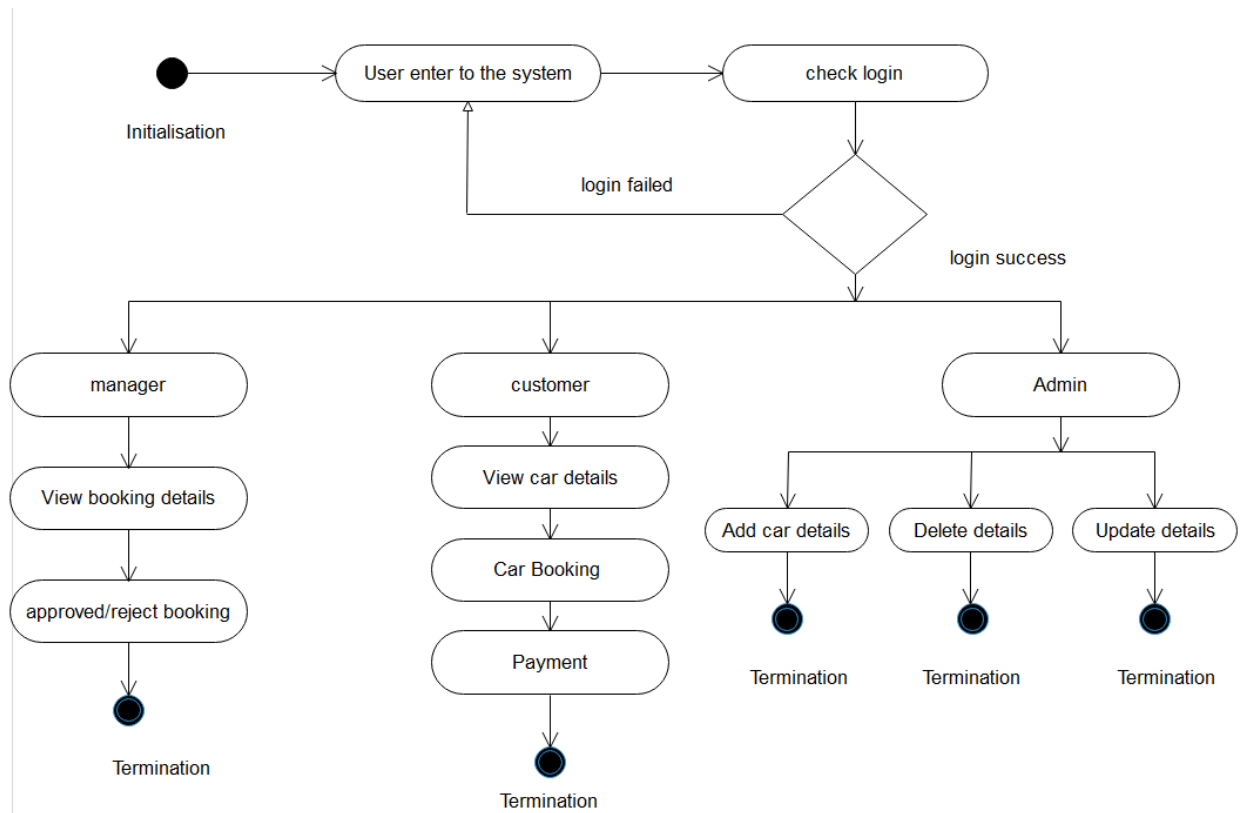 User enter to the system
check login
Initialisation
login failed
login success
manager
customer
Admin
View booking details
View car details
Add car details
Delete details
Update details
Car Booking
approved/reject booking
Payment
Termination
Termination
Termination
Termination
Termination